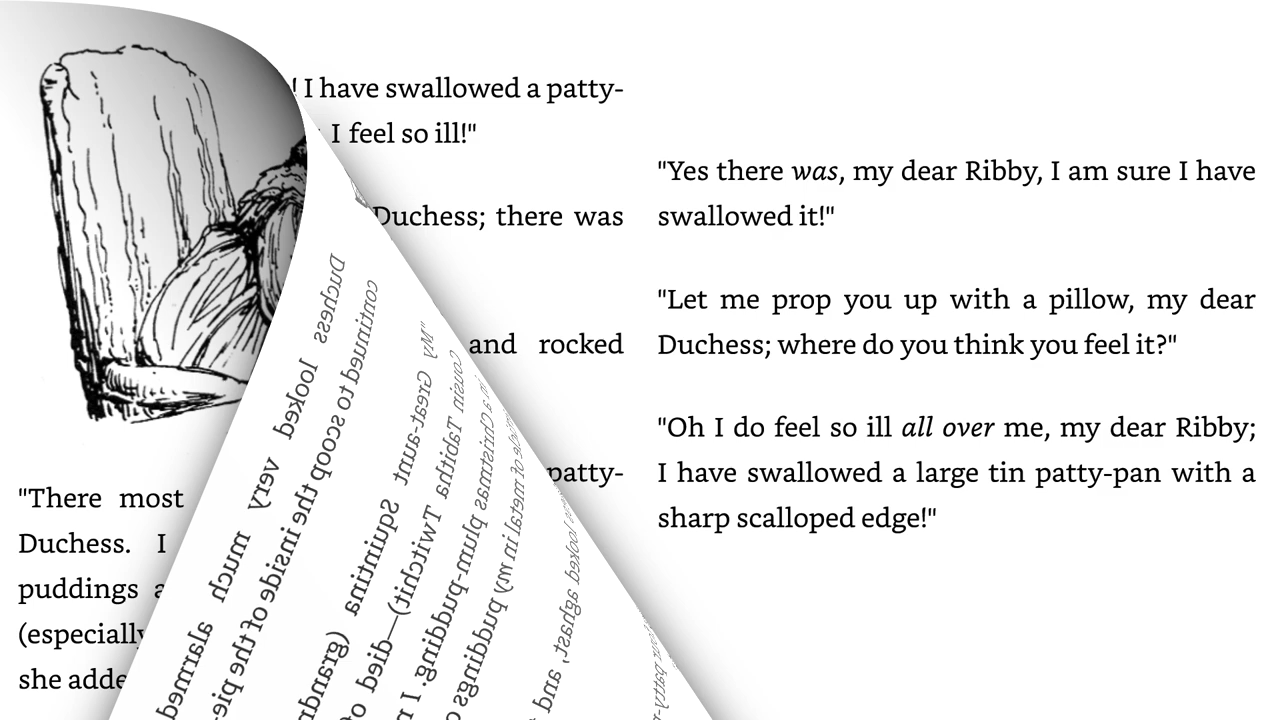 "There most
Duchess. I
puddings
(especially
she adde
Duchess looked very much alarmed
continued to scoop the inside of the pie-
"My Great-aunt Squintina (grandm
cousin Tabitha Twitchit)—died of
in a Christmas plum-pudding. I n
article of metal in my puddings o
looked aghast, and
! I have swallowed a patty-
I feel so ill!"
Duchess; there was
and rocked
patty-
"Yes there was, my dear Ribby, I am sure I have
swallowed it!"
"Let me prop you up with a pillow, my dear
Duchess; where do you think you feel it?"
"Oh I do feel so ill all over me, my dear Ribby;
I have swallowed a large tin patty-pan with a
sharp scalloped edge!"